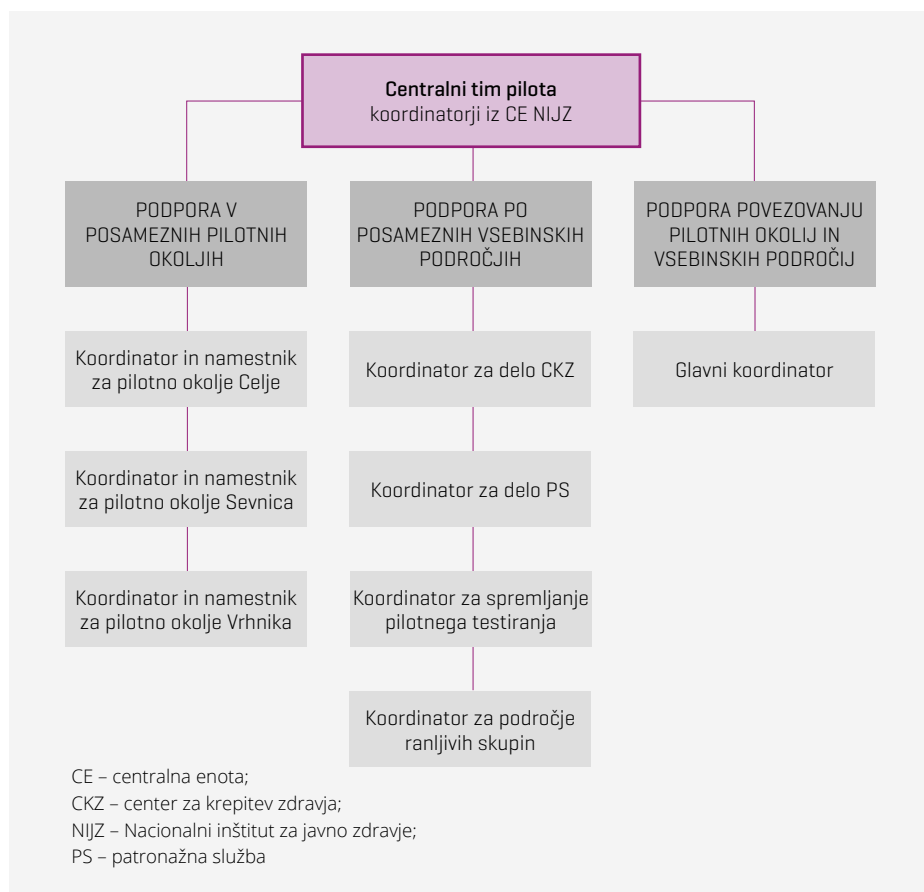 Centralni tim pilota
koordinatorji iz CE NIJZ
PODPORA V
POSAMEZNIH PILOTNIH
OKOLJIH
Koordinator in namestnik
za pilotno okolje Celje
Koordinator in namestnik
za pilotno okolje Sevnica
Koordinator in namestnik
za pilotno okolje Vrhnika
PODPORA PO
POSAMEZNIH VSEBINSKIH
PODROČJIH
Koordinator za delo CKZ
Koordinator za delo PS
Koordinator za spremljanje
pilotnega testiranja
Koordinator za področje
ranljivih skupin
PODPORA POVEZOVANJU
PILOTNIH OKOLIJ IN
VSEBINSKIH PODROČIJ
Glavni koordinator
CE – centralna enota;
CKZ – center za krepitev zdravja;
NIJZ – Nacionalni inštitut za javno zdravje;
PS – patronažna služba